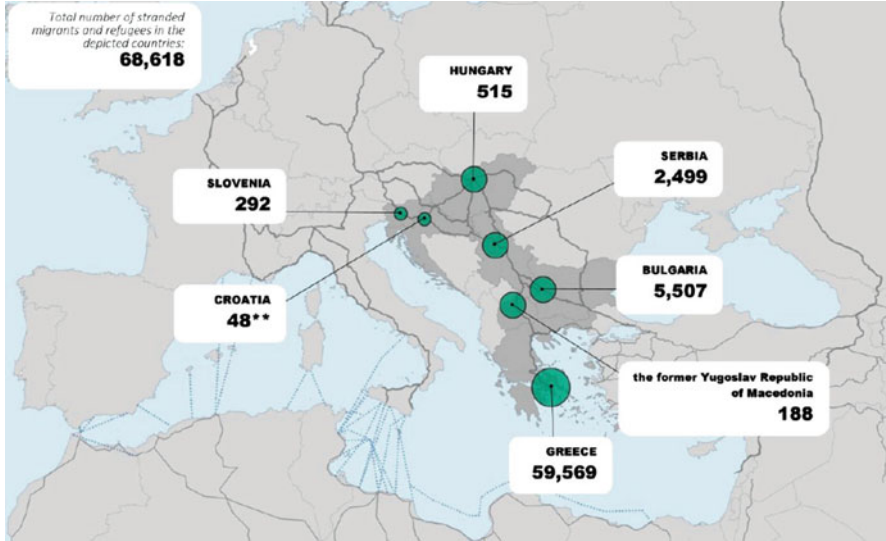 Total number of stranded
migrants and refugees in the
depicted countries:
68,618
HUNGARY
515
SERBIA
2,499
SLOVENIA
292
BULGARIA
5,507
CROATIA
48**
the former Yugoslav Republic
of Macedonia
188
GREECE
59,569